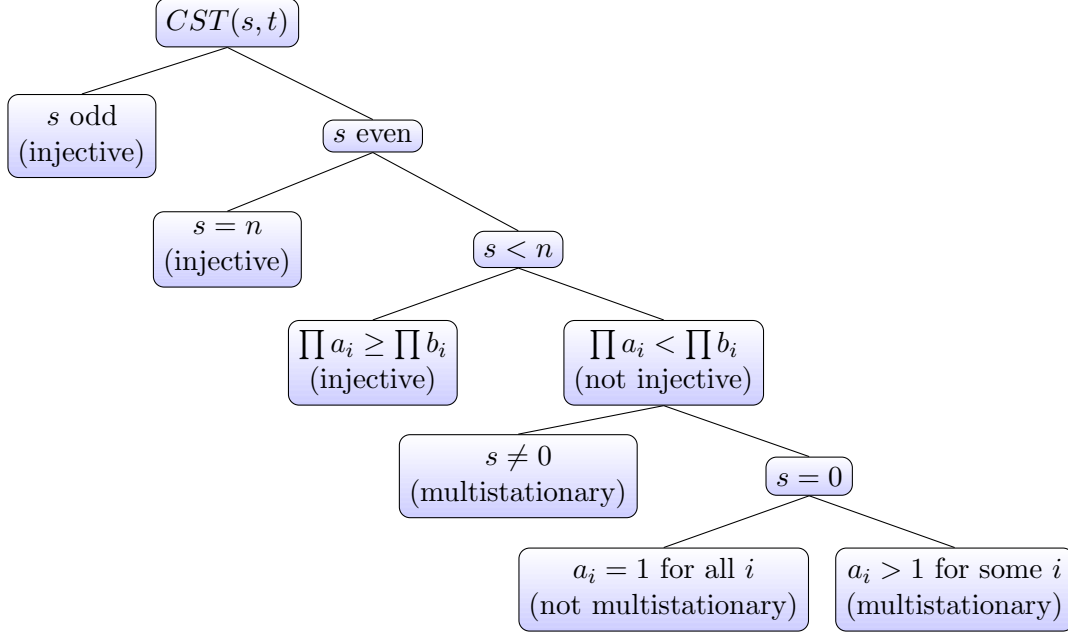 CST(s, t)
s odd
(injective)
s even
s = n
(injective)
s < n
∏ a_i ≥ ∏ b_i
(injective)
∏ a_i < ∏ b_i
(not injective)
s ≠ 0
(multistationary)
s = 0
a_i = 1 for all i
(not multistationary)
a_i > 1 for some i
(multistationary)